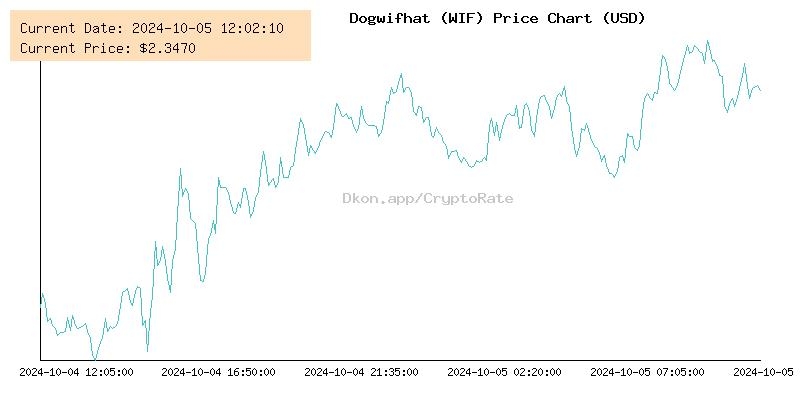 Dogwifhat (WIF) Price Chart (USD)
Current Date: 2024-10-05 12:02:10
Current Price: $2.3470
Dkon.app/CryptoRate
2024-10-04 12:05:00 2024-10-04 16:50:00 2024-10-04 21:35:00 2024-10-05 02:20:00 2024-10-05 07:05:00 2024-10-05